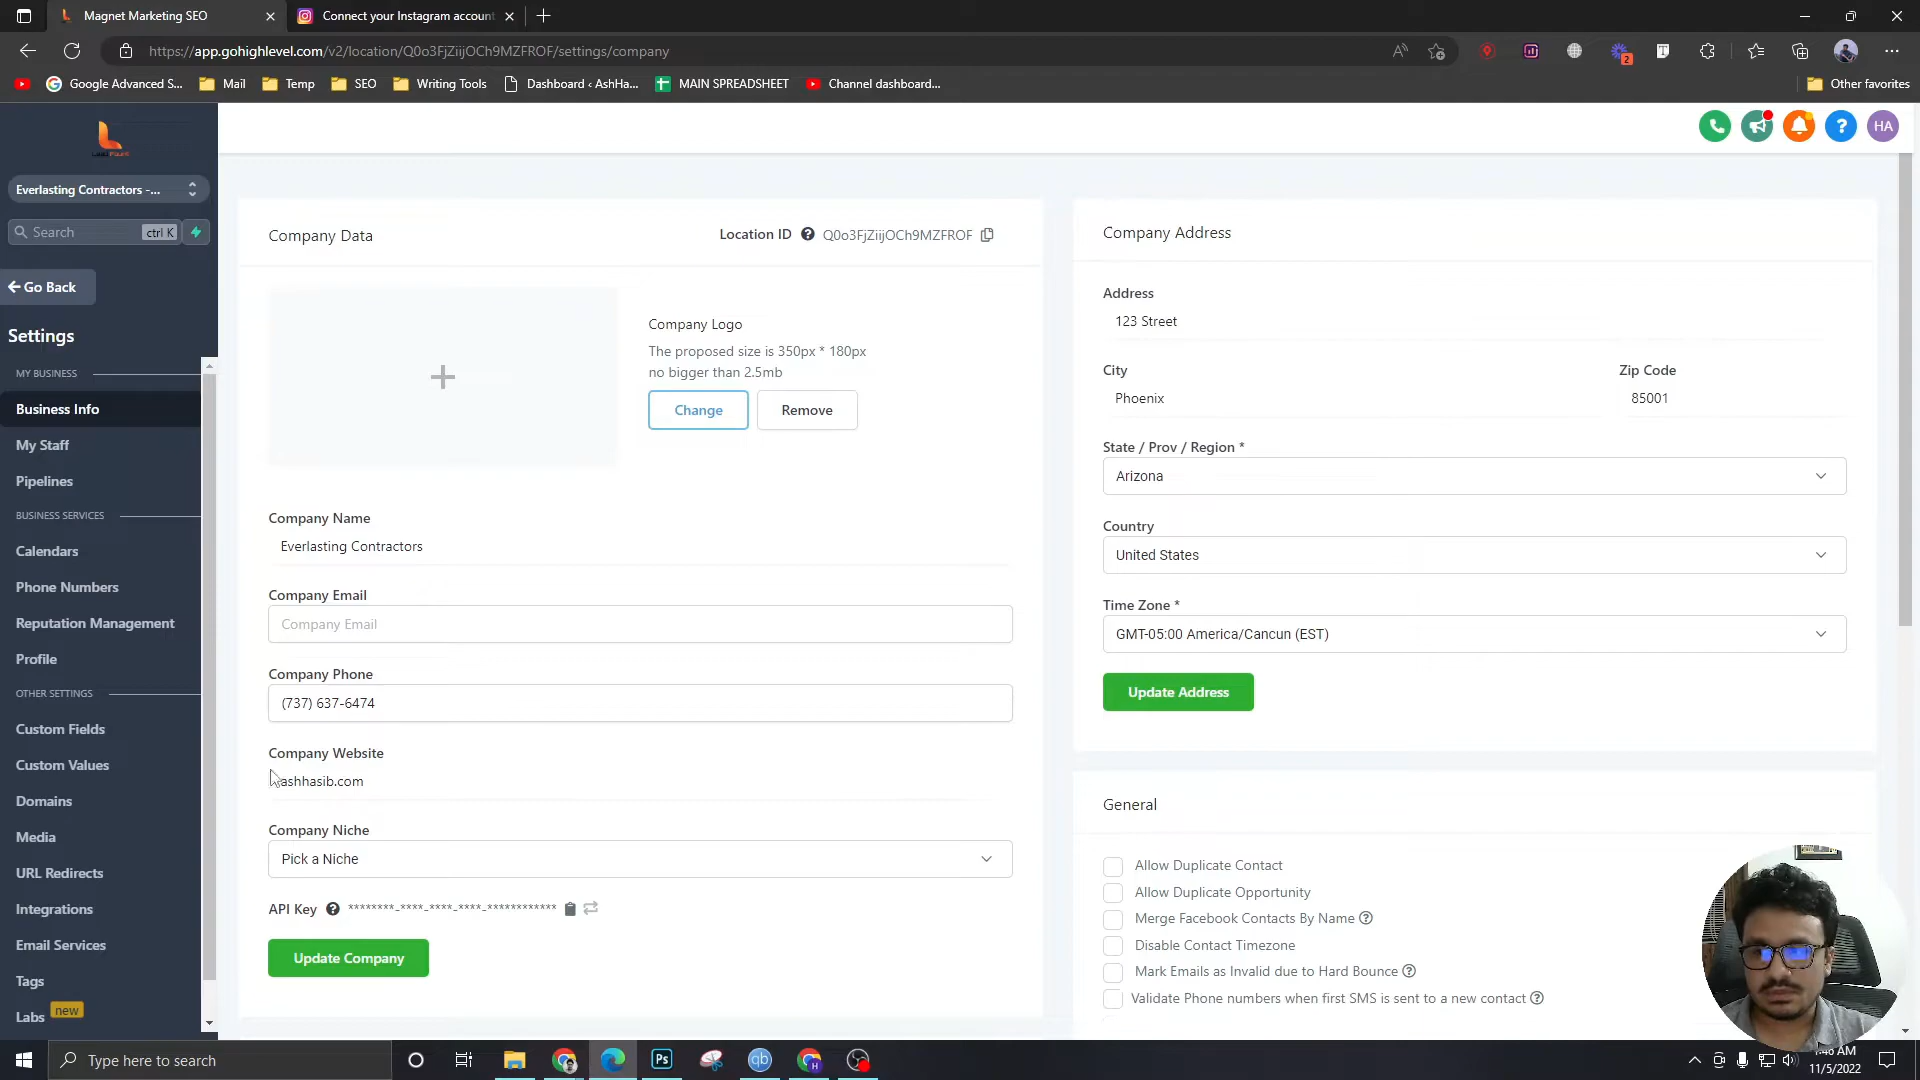 Magnet Marketing SEO
Connect your Instagram account
https://app.gohighlevel.com/v2/location/Q0o3FjZiijOCh9MZFROF/settings/company
2
Google Advanced S...
Mail
Temp
SEO
Writing Tools
Dashboard ‹ AshHa...
MAIN SPREADSHEET
Channel dashboard...
Other favorites
HA
Everlasting Contractors -...
Search
ctrl K
Go Back
Settings
MY BUSINESS
Business Info
My Staff
Pipelines
BUSINESS SERVICES
Calendars
Phone Numbers
Reputation Management
Profile
OTHER SETTINGS
Custom Fields
Custom Values
Domains
Media
URL Redirects
Integrations
Email Services
Tags
Labs new
Company Data
Location ID Q0o3FjZiijOCh9MZFROF
Company Logo
The proposed size is 350px * 180px
no bigger than 2.5mb
Change
Remove
Company Name
Everlasting Contractors
Company Email
Company Email
Company Phone
(737) 637-6474
Company Website
ashhasib.com
Company Niche
Pick a Niche
API Key ********-****-****-****-************
Update Company
Company Address
Address
123 Street
City
Phoenix
Zip Code
85001
State / Prov / Region *
Arizona
Country
United States
Time Zone *
GMT-05:00 America/Cancun (EST)
Update Address
General
Allow Duplicate Contact
Allow Duplicate Opportunity
Merge Facebook Contacts By Name
Disable Contact Timezone
Mark Emails as Invalid due to Hard Bounce
Validate Phone numbers when first SMS is sent to a new contact
Type here to search
Ps
qb
AM
11/5/2022